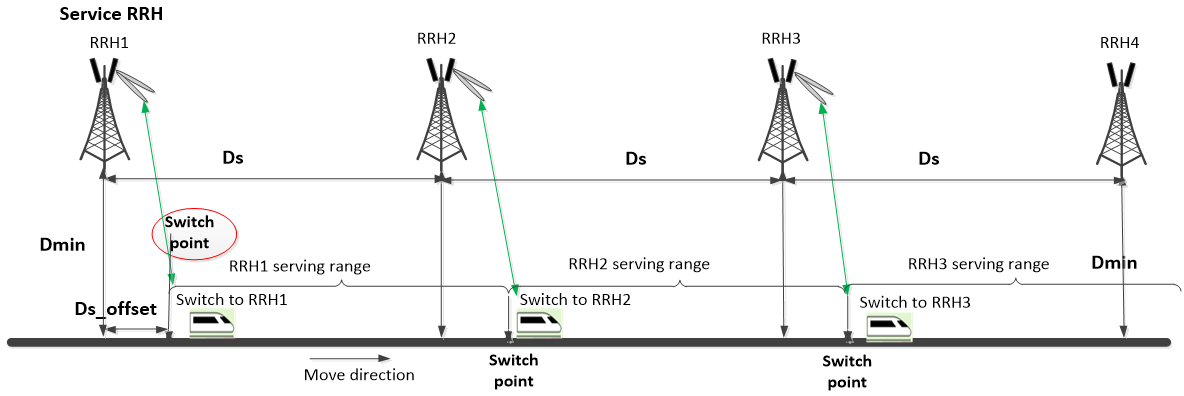 Service RRH
RRH1
RRH2
RRH3
RRH4
Ds
Ds
Ds
Switch
point
Dmin
RRH1 serving range
RRH2 serving range
RRH3 serving range
Dmin
Ds_offset
Switch to RRH1
Switch to RRH2
Switch to RRH3
Move direction
Switch
point
Switch
point